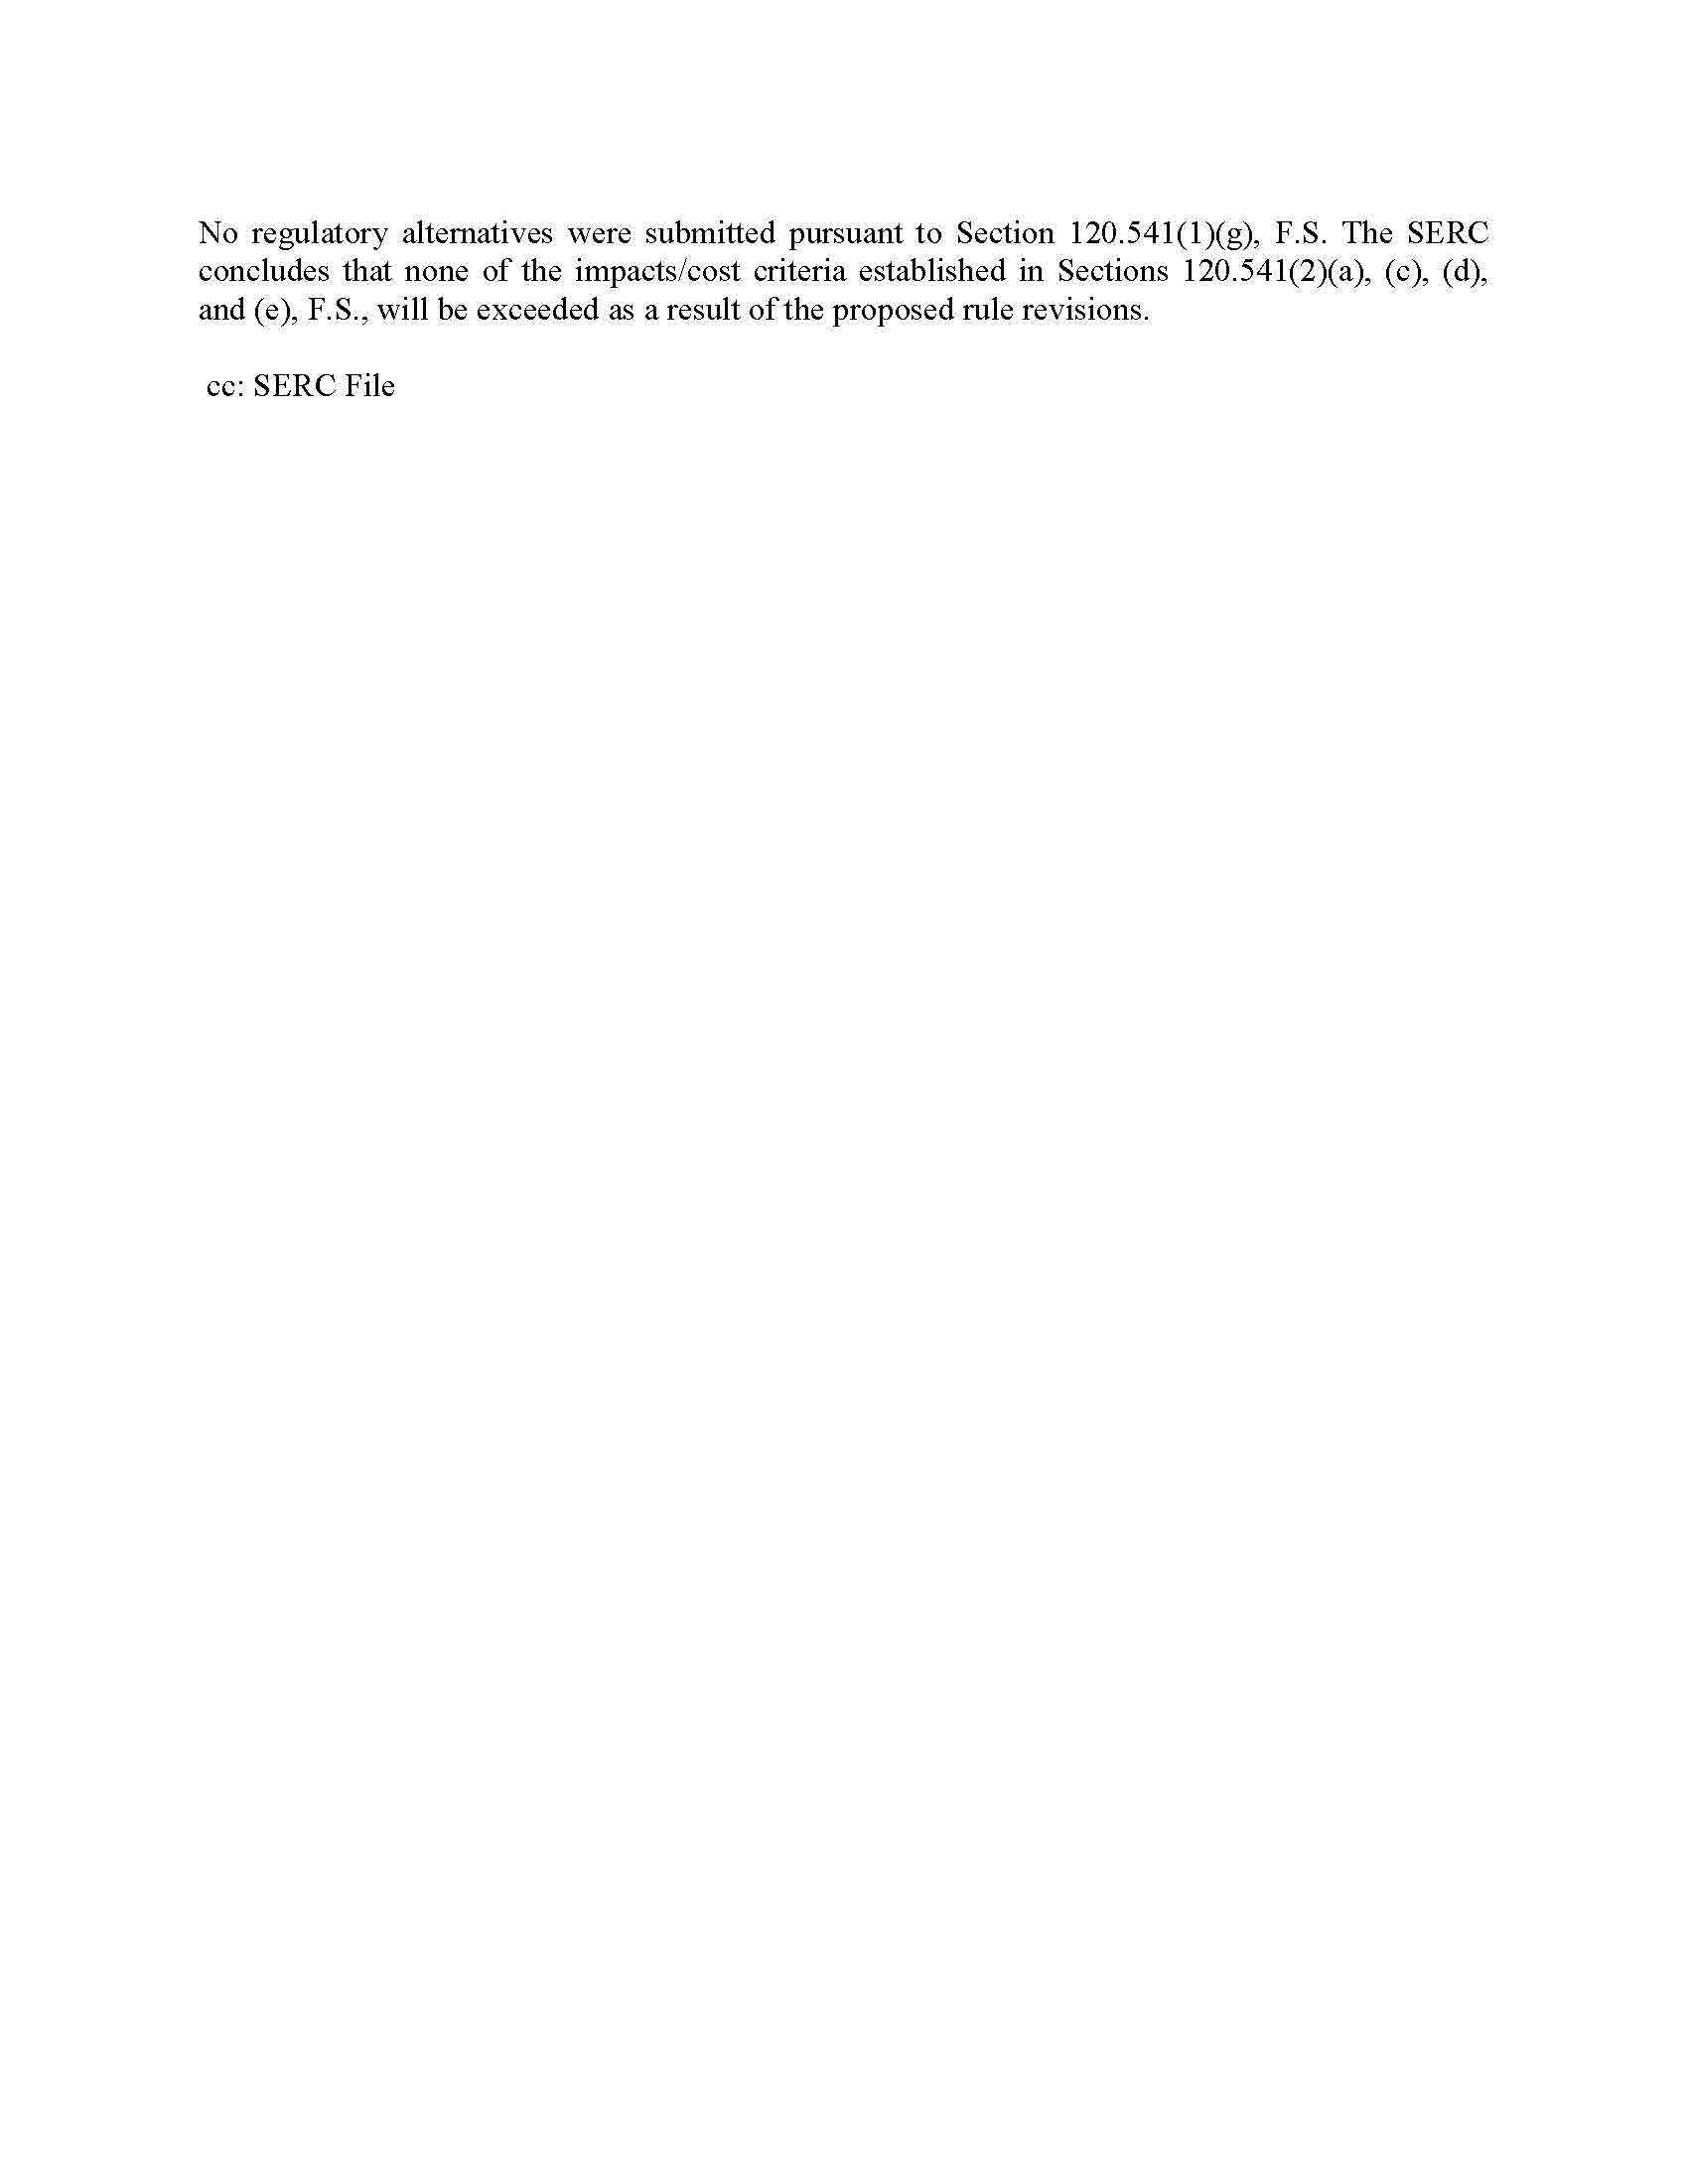 No regulatory alternatives were submitted pursuant to Section 120.541(1)(g), F.S. The SERC
concludes that none of the impacts/cost criteria established in Sections 120.541(2)(a), (c), (d),
and (e), F.S., will be exceeded as a result of the proposed rule revisions.
cc: SERC File